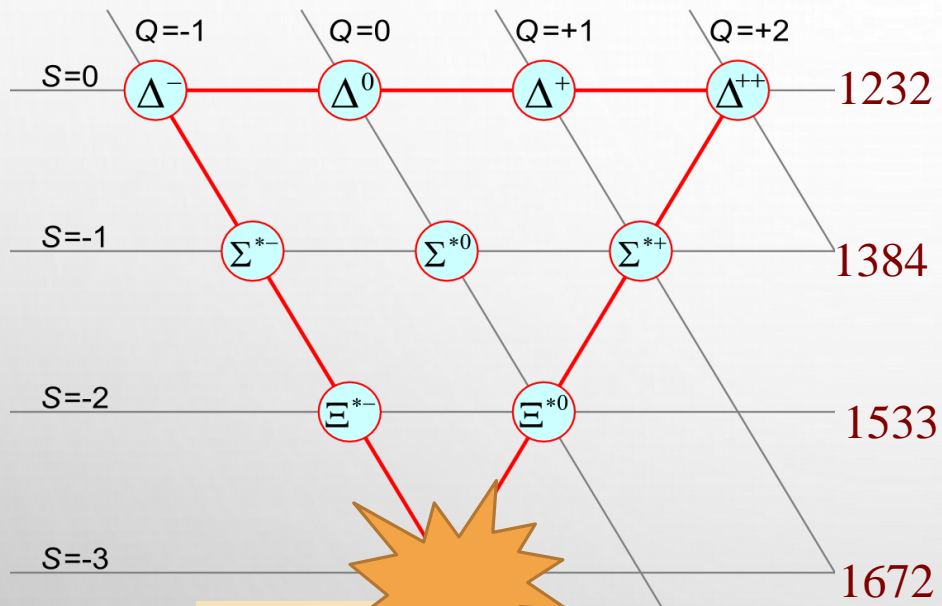 Q=-1 Q=0 Q=+1 Q=+2
S=0 Δ⁻ Δ⁰ Δ⁺ Δ⁺⁺ 1232
S=-1 Σ*⁻ Σ*⁰ Σ*⁺ 1384
S=-2 Ξ*⁻ Ξ*⁰ 1533
S=-3 1672